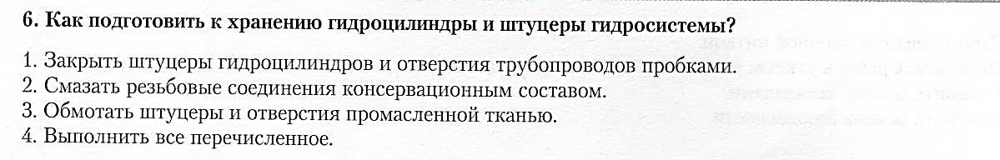 6. Как подготовить к хранению гидроцилиндры и штуцеры гидросистемы?
1. Закрыть штуцеры гидроцилиндров и отверстия трубопроводов пробками.
2. Смазать резьбовые соединения консервационным составом.
3. Обмотать штуцеры и отверстия промасленной тканью.
4. Выполнить все перечисленное.